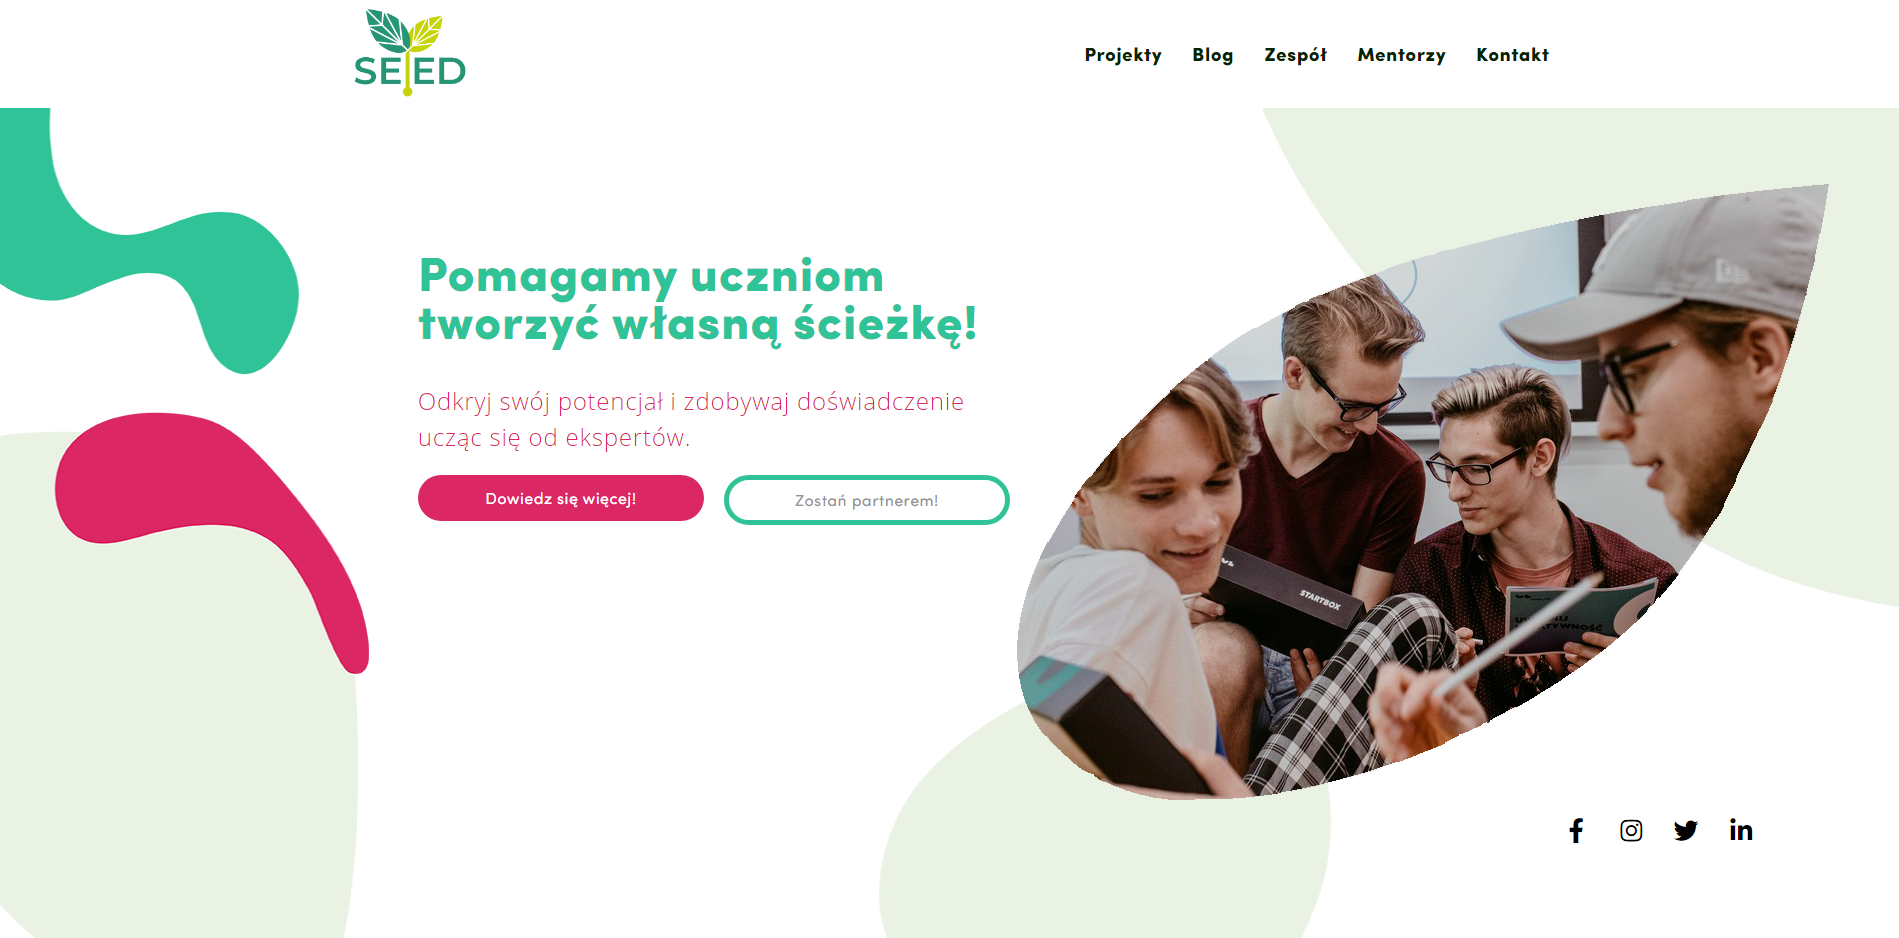 SEED
Projekty Blog Zespół Mentorzy Kontakt
Pomagamy uczniom
tworzyć własną ścieżkę!
Odkryj swój potencjał i zdobywaj doświadczenie
ucząc się od ekspertów.
Dowiedz się więcej!
Zostań partnerem!
STARTBOX